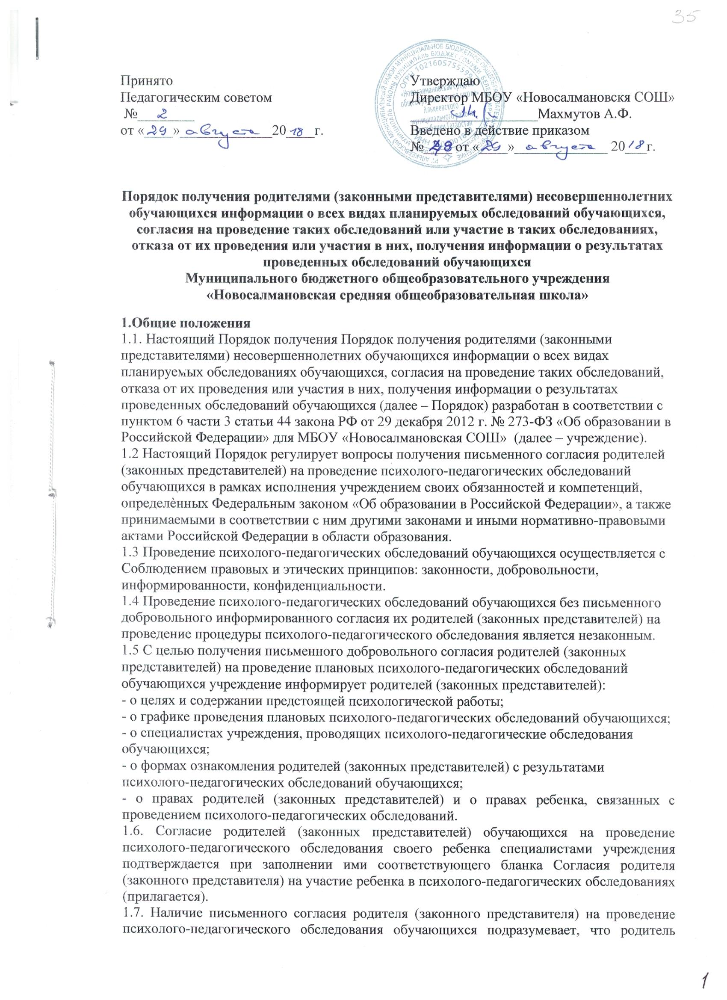 35
Принято
Педагогическим советом
№ 2
от «29» августа 2018 г.
Утверждаю
Директор МБОУ «Новосалмановскя СОШ»
Махмутов А.Ф.
Введено в действие приказом
от «29» августа 2018г.
Порядок получения родителями (законными представителями) несовершеннолетних
обучающихся информации о всех видах планируемых обследований обучающихся,
согласия на проведение таких обследований или участие в таких обследованиях,
отказа от их проведения или участия в них, получения информации о результатах
проведенных обследований обучающихся
Муниципального бюджетного общеобразовательного учреждения
«Новосалмановская средняя общеобразовательная школа»
1.Общие положения
1.1. Настоящий Порядок получения Порядок получения родителями (законными
представителями) несовершеннолетних обучающихся информации о всех видах
планируемых обследованиях обучающихся, согласия на проведение таких обследований,
отказа от их проведения или участия в них, получения информации о результатах
проведенных обследований обучающихся (далее – Порядок) разработан в соответствии с
пунктом 6 части 3 статьи 44 закона РФ от 29 декабря 2012 г. № 273-ФЗ «Об образовании в
Российской Федерации» для МБОУ «Новосалмановская СОШ» (далее – учреждение).
1.2 Настоящий Порядок регулирует вопросы получения письменного согласия родителей
(законных представителей) на проведение психолого-педагогических обследований
обучающихся в рамках исполнения учреждением своих обязанностей и компетенций,
определѐнных Федеральным законом «Об образовании в Российской Федерации», а также
принимаемыми в соответствии с ним другими законами и иными нормативно-правовыми
актами Российской Федерации в области образования.
1.3 Проведение психолого-педагогических обследований обучающихся осуществляется с
Соблюдением правовых и этических принципов: законности, добровольности,
информированности, конфиденциальности.
1.4 Проведение психолого-педагогических обследований обучающихся без письменного
добровольного информированного согласия их родителей (законных представителей) на
проведение процедуры психолого-педагогического обследования является незаконным.
1.5 С целью получения письменного добровольного согласия родителей (законных
представителей) на проведение плановых психолого-педагогических обследований
обучающихся учреждение информирует родителей (законных представителей):
- о целях и содержании предстоящей психологической работы;
- о графике проведения плановых психолого-педагогических обследований обучающихся;
- о специалистах учреждения, проводящих психолого-педагогические обследования
обучающихся;
- о формах ознакомления родителей (законных представителей) с результатами
психолого-педагогических обследований обучающихся;
- о правах родителей (законных представителей) и о правах ребенка, связанных с
проведением психолого-педагогических обследований.
1.6. Согласие родителей (законных представителей) обучающихся на проведение
психолого-педагогического обследования своего ребенка специалистами учреждения
подтверждается при заполнении ими соответствующего бланка Согласия родителя
(законного представителя) на участие ребенка в психолого-педагогических обследованиях
(прилагается).
1.7. Наличие письменного согласия родителя (законного представителя) на проведение
психолого-педагогического обследования обучающихся подразумевает, что родитель
1